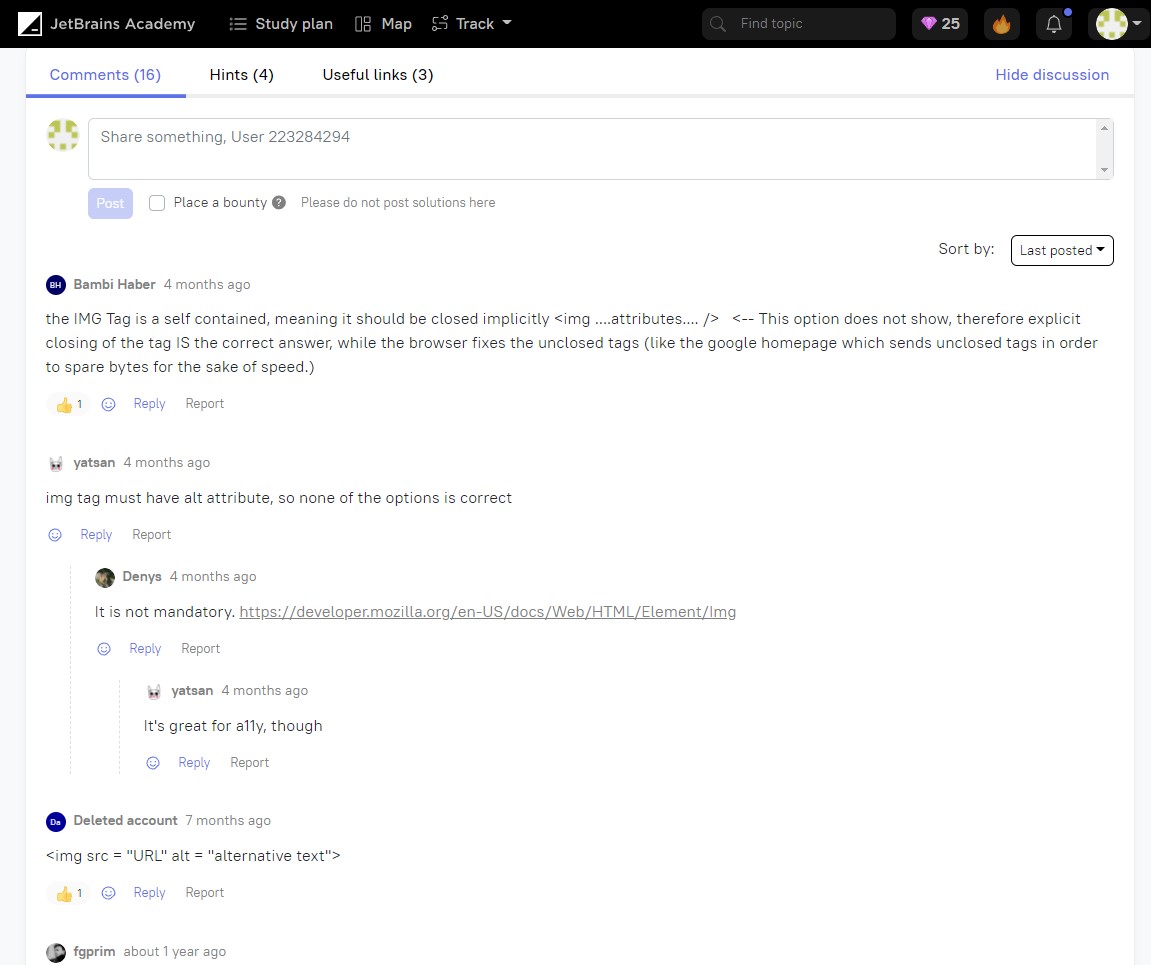 JetBrains Academy Study plan Map Track Find topic 25
Comments (16) Hints (4) Useful links (3) Hide discussion
Share something, User 223284294
Post Place a bounty ? Please do not post solutions here
Sort by: Last posted
BH Bambi Haber 4 months ago
the IMG Tag is a self contained, meaning it should be closed implicitly <img ....attributes.... />   <-- This option does not show, therefore explicit
closing of the tag IS the correct answer, while the browser fixes the unclosed tags (like the google homepage which sends unclosed tags in order
to spare bytes for the sake of speed.)
1 Reply Report
yatsan 4 months ago
img tag must have alt attribute, so none of the options is correct
Reply Report
Denys 4 months ago
It is not mandatory. https://developer.mozilla.org/en-US/docs/Web/HTML/Element/Img
Reply Report
yatsan 4 months ago
It's great for a11y, though
Reply Report
Da Deleted account 7 months ago
<img src = "URL" alt = "alternative text">
1 Reply Report
fgprim about 1 year ago